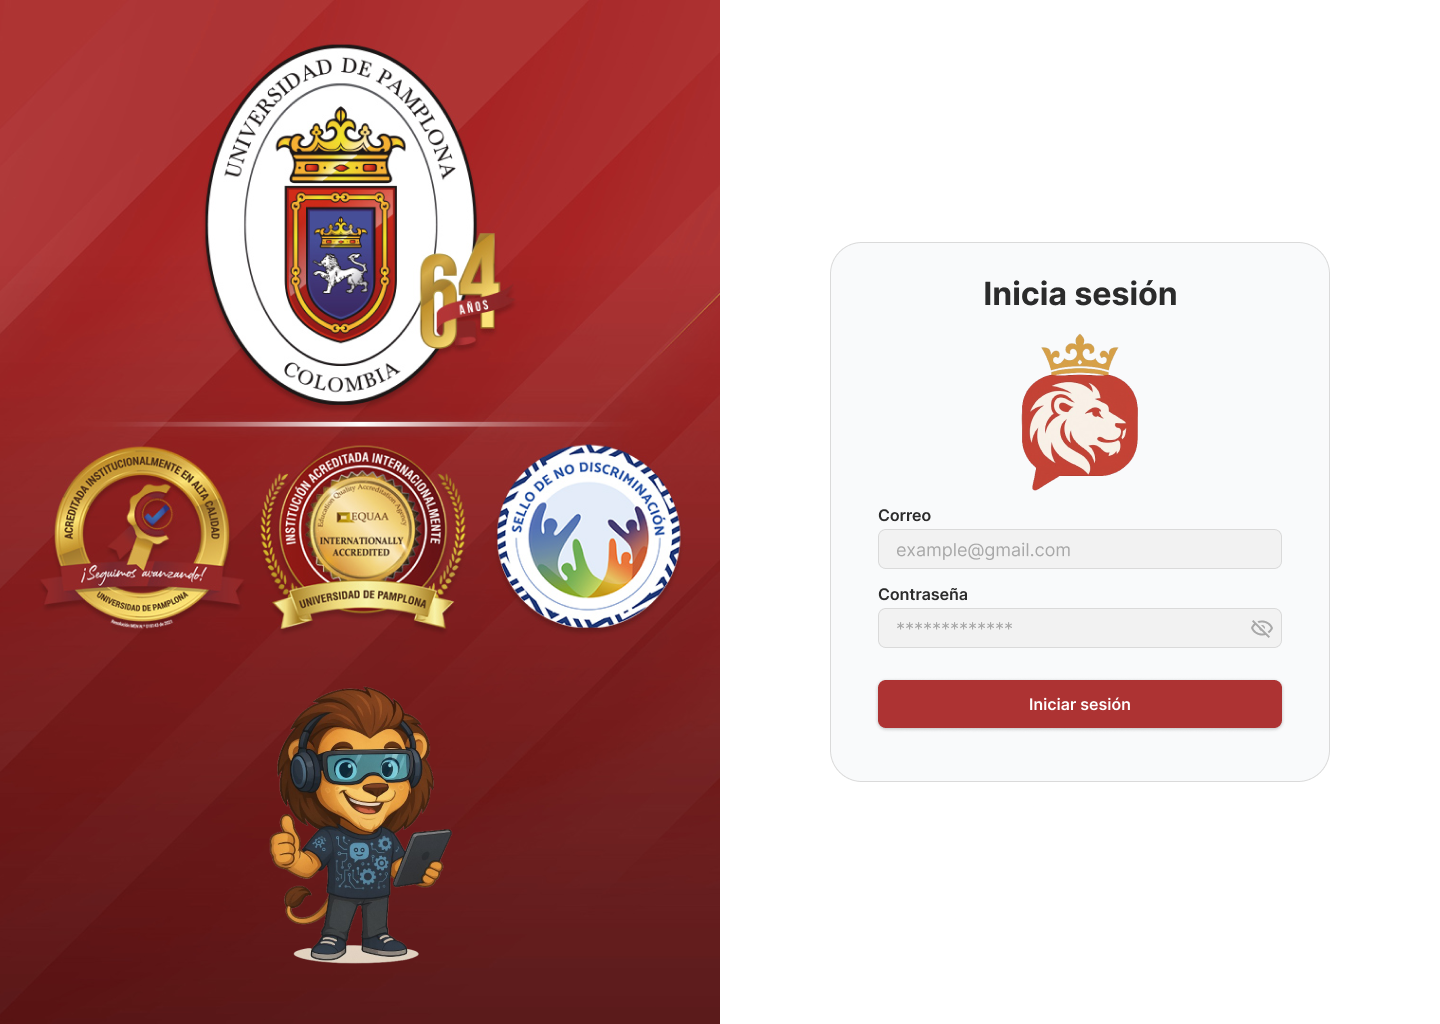 UNIVERSIDAD DE PAMPLONA
COLOMBIA
64
AÑOS
ACREDITADA INSTITUCIONALMENTE EN ALTA CALIDAD
¡Seguimos avanzando!
UNIVERSIDAD DE PAMPLONA
INSTITUCIÓN ACREDITADA INTERNACIONALMENTE
Education Quality Accreditation Agency
EQUAA
INTERNATIONALLY
ACCREDITED
UNIVERSIDAD DE PAMPLONA
SELLO DE NO DISCRIMINACIÓN
Inicia sesión
Correo
example@gmail.com
Contraseña
*************
Iniciar sesión